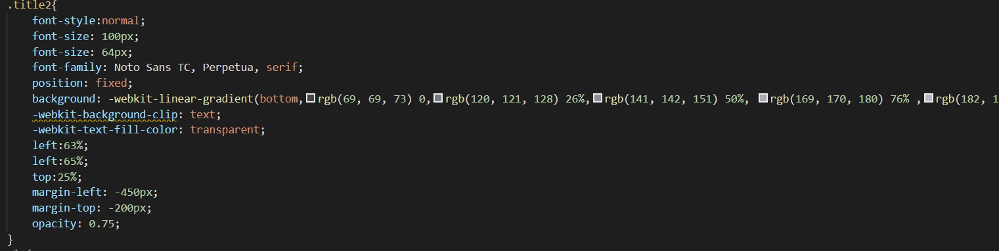 .title2{
font-style:normal;
font-size: 100px;
font-size: 64px;
font-family: Noto Sans TC, Perpetua, serif;
position: fixed;
background: -webkit-linear-gradient(bottom,rgb(69, 69, 73) 0,rgb(120, 121, 128) 26%,rgb(141, 142, 151) 50%, rgb(169, 170, 180) 76% ,rgb(182, 1
-webkit-background-clip: text;
-webkit-text-fill-color: transparent;
left:63%;
left:65%;
top:25%;
margin-left: -450px;
margin-top: -200px;
opacity: 0.75;
}